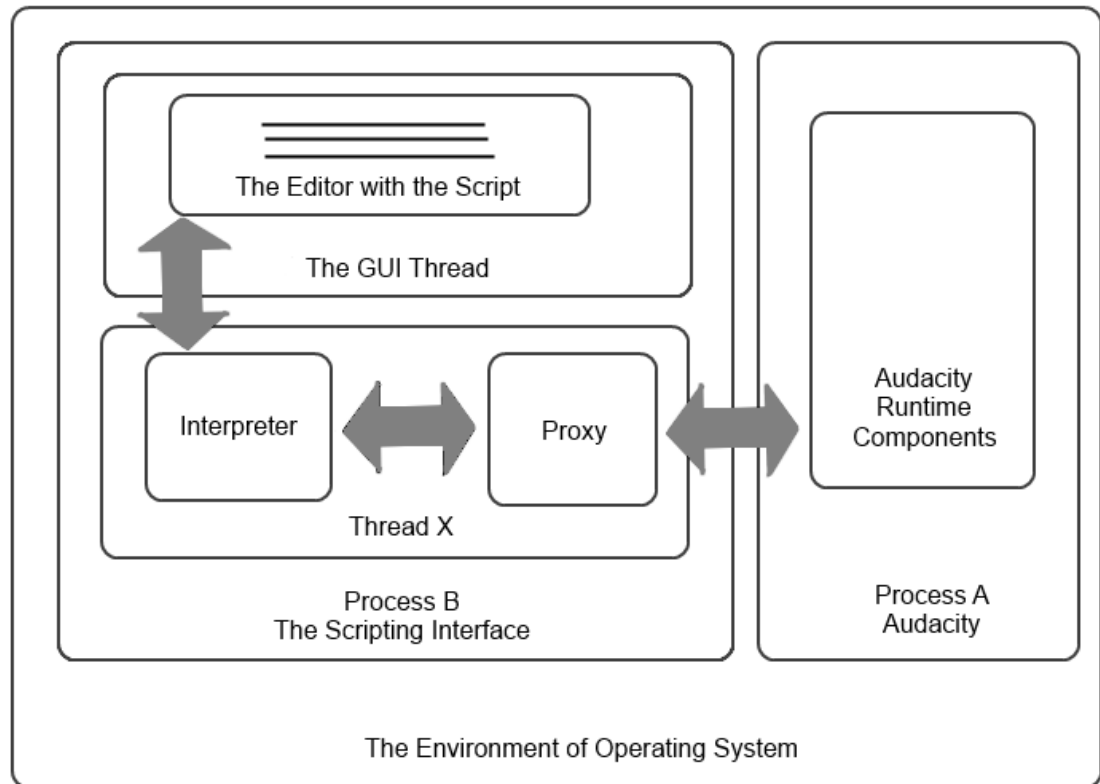 The Editor with the Script
The GUI Thread
Interpreter
Proxy
Thread X
Process B
The Scripting Interface
Audacity
Runtime
Components
Process A
Audacity
The Environment of Operating System